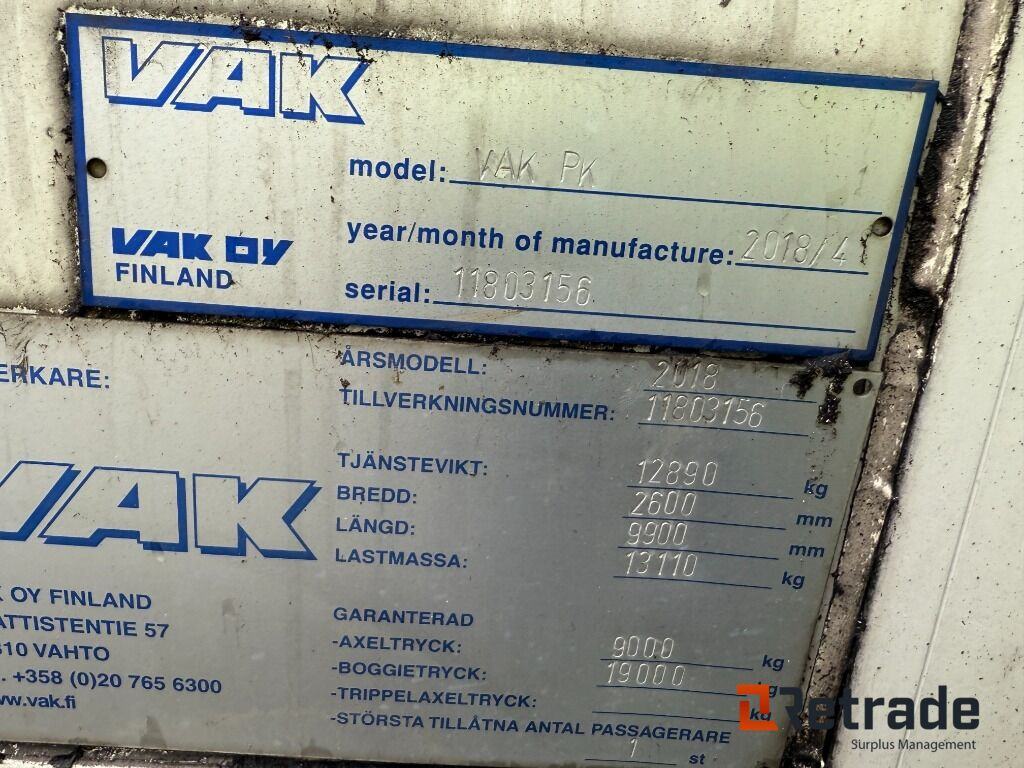 VAK
model: VAK PK
VAK OY
FINLAND
year/month of manufacture: 2018/4
serial: 11803156
ERKARE:
VAK
OY FINLAND
ATTISTENTIE 57
310 VAHTO
. +358 (0)20 765 6300
ww.vak.fi
ÅRSMODELL: 2018
TILLVERKNINGSNUMMER: 11803156
TJÄNSTEVIKT: 12890 kg
BREDD: 2600 mm
LÄNGD: 9900 mm
LASTMASSA: 13110 kg
GARANTERAD
-AXELTRYCK: 9000 kg
-BOGGIETRYCK: 19000 kg
-TRIPPELAXELTRYCK: kg
-STÖRSTA TILLÅTNA ANTAL PASSAGERARE
1 st
Retrade
Surplus Management